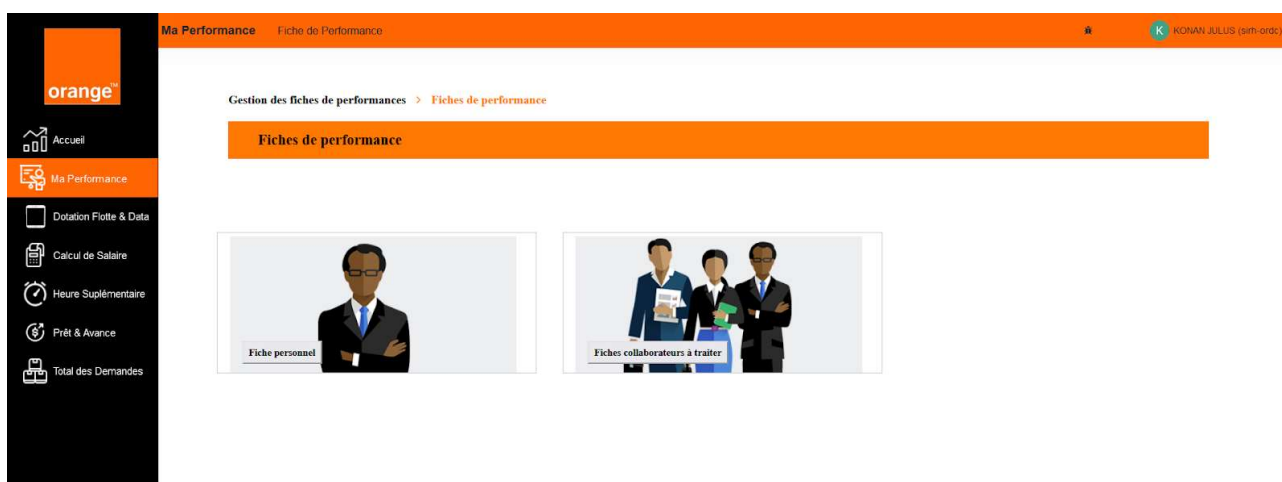 Ma Performance Fiche de Performance K KONAN JULUS (sirh-ordc)
orange™
Gestion des fiches de performances > Fiches de performance
Fiches de performance
Accueil
Ma Performance
Dotation Flotte & Data
Calcul de Salaire
Heure Suplémentaire
Prêt & Avance
Total des Demandes
Fiche personnel
Fiches collaborateurs à traiter